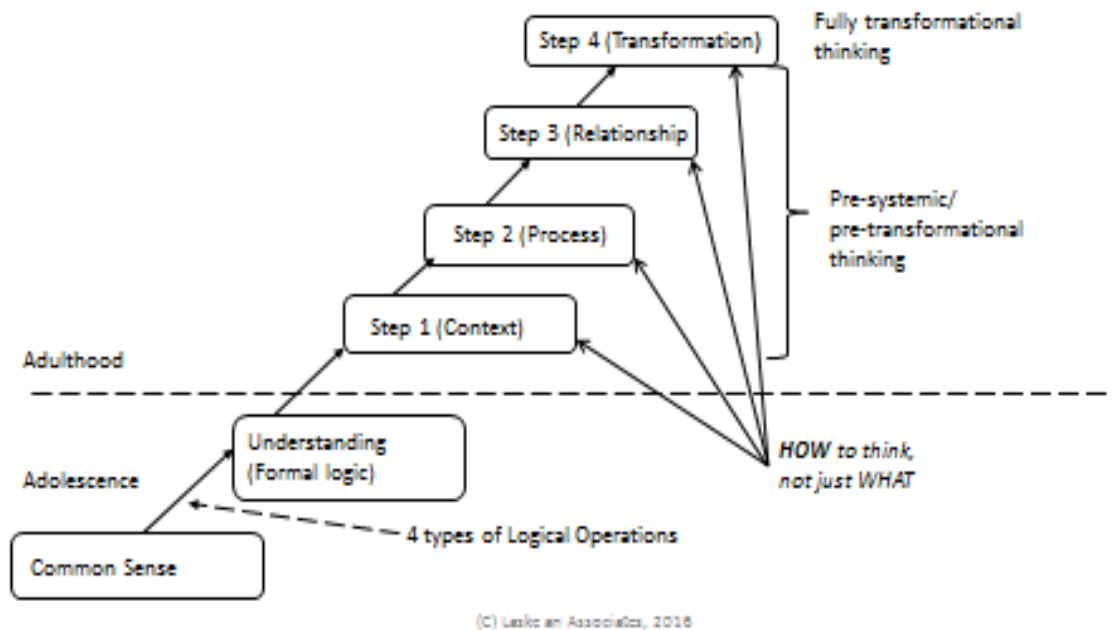 Step 4 (Transformation)
Fully transformational
thinking
Step 3 (Relationship
Pre-systemic/
pre-transformational
thinking
Step 2 (Process)
Step 1 (Context)
Adulthood
Understanding
(Formal logic)
HOW to think,
not just WHAT
Adolescence
4 types of Logical Operations
Common Sense
(C) Laske an Associates, 2016